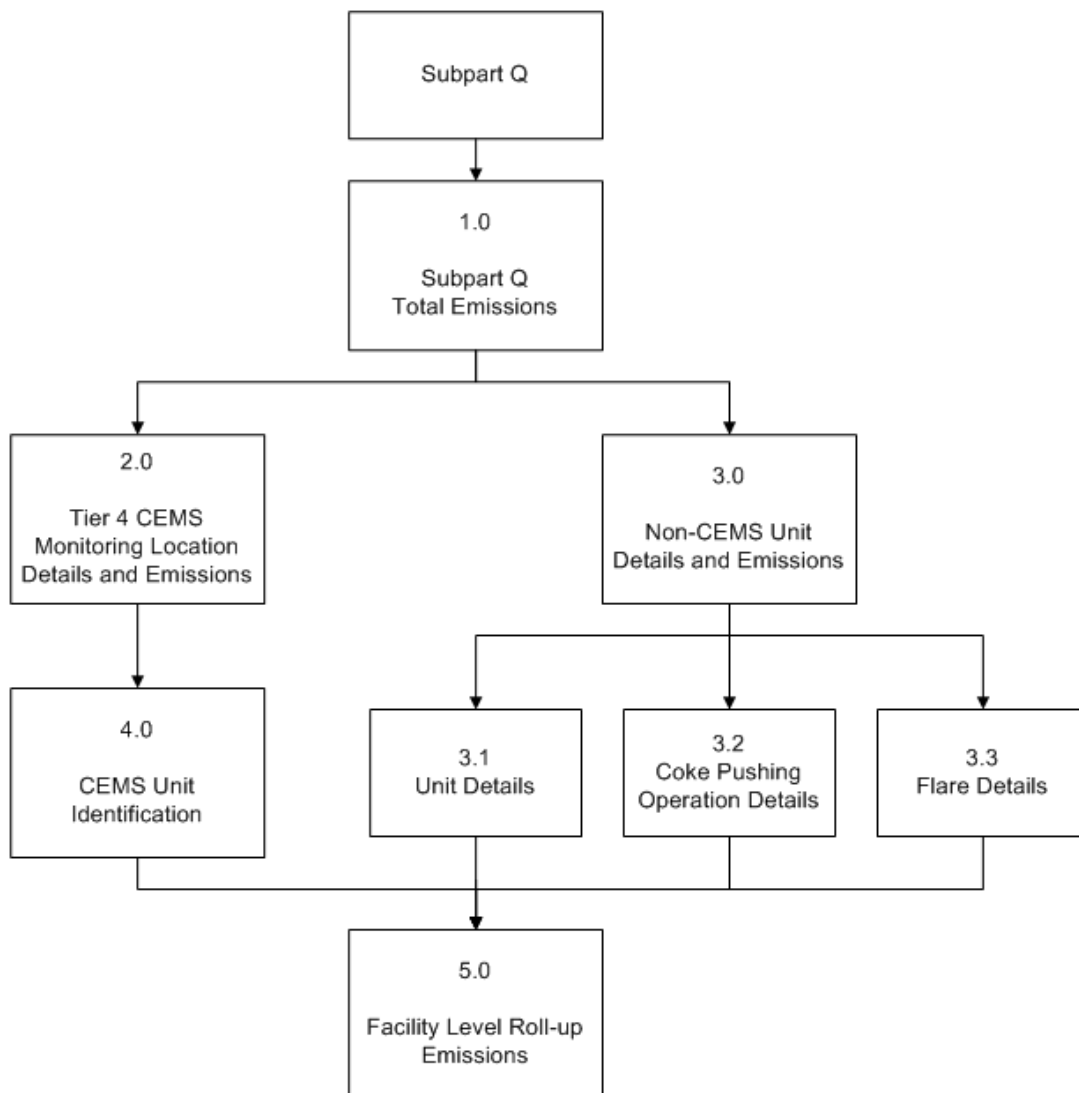 Subpart Q
1.0
Subpart Q
Total Emissions
2.0
Tier 4 CEMS
Monitoring Location
Details and Emissions
3.0
Non-CEMS Unit
Details and Emissions
4.0
CEMS Unit
Identification
3.1
Unit Details
3.2
Coke Pushing
Operation Details
3.3
Flare Details
5.0
Facility Level Roll-up
Emissions